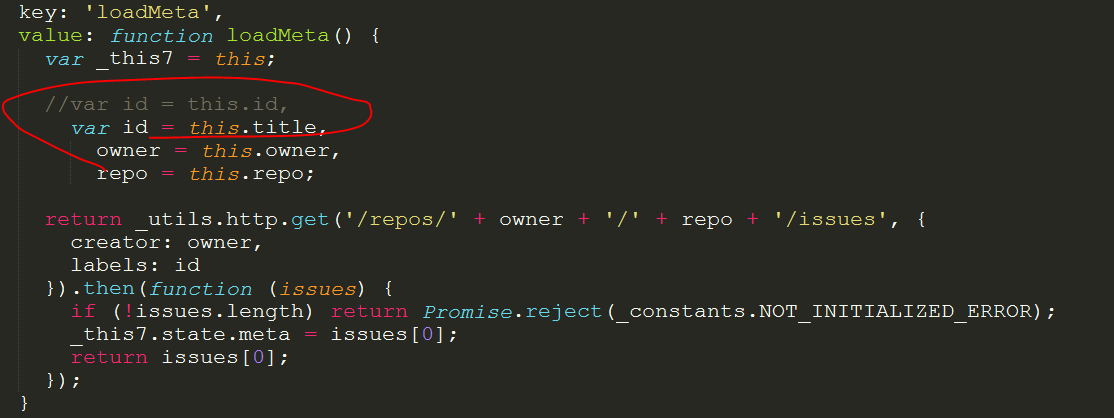 key: 'loadMeta',
value: function loadMeta() {
var _this7 = this;
//var id = this.id,
var id = this.title,
owner = this.owner,
repo = this.repo;
return _utils.http.get('/repos/' + owner + '/' + repo + '/issues', {
creator: owner,
labels: id
}).then(function (issues) {
if (!issues.length) return Promise.reject(_constants.NOT_INITIALIZED_ERROR);
_this7.state.meta = issues[0];
return issues[0];
});
}